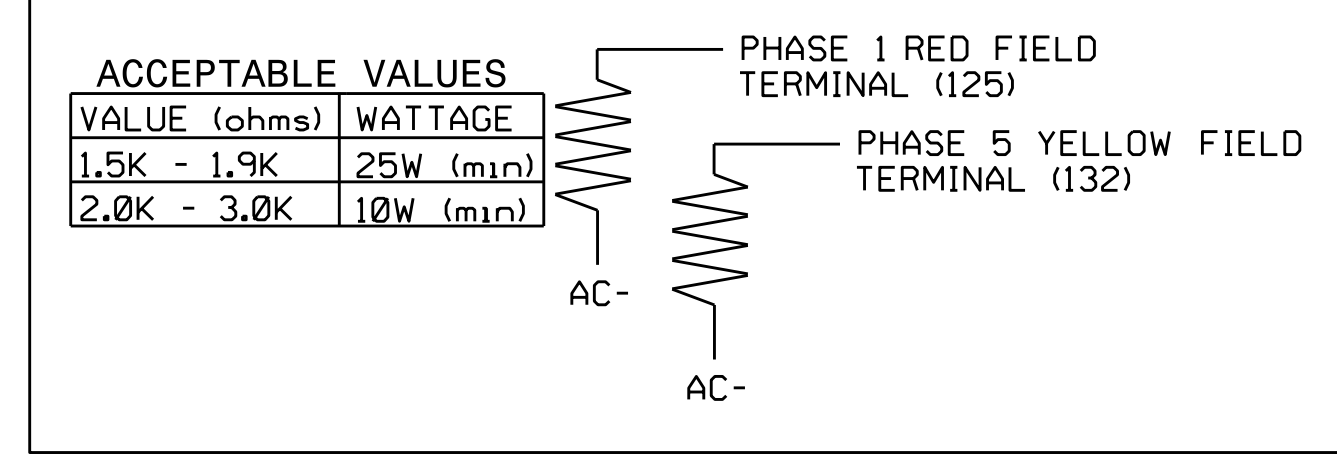 ACCEPTABLE VALUES
VALUE (ohms) WATTAGE
1.5K - 1.9K 25W (min)
2.0K - 3.0K 10W (min)
PHASE 1 RED FIELD
TERMINAL (125)
AC-
PHASE 5 YELLOW FIELD
TERMINAL (132)
AC-